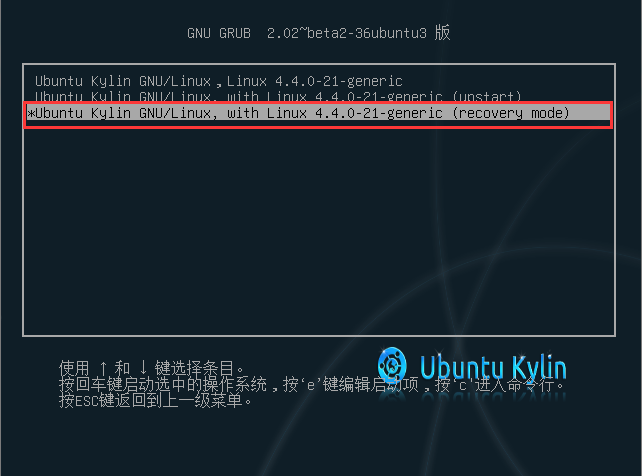 GNU GRUB 2.02~beta2-36ubuntu3 版
Ubuntu Kylin GNU/Linux，Linux 4.4.0-21-generic
Ubuntu Kylin GNU/Linux, with Linux 4.4.0-21-generic (upstart)
*Ubuntu Kylin GNU/Linux, with Linux 4.4.0-21-generic (recovery mode)
使用 ↑ 和 ↓ 键选择条目。
Ubuntu Kylin
按回车键启动选中的操作系统，按‘e’键编辑启动项，按‘c’进入命令行。
按ESC键返回到上一级菜单。